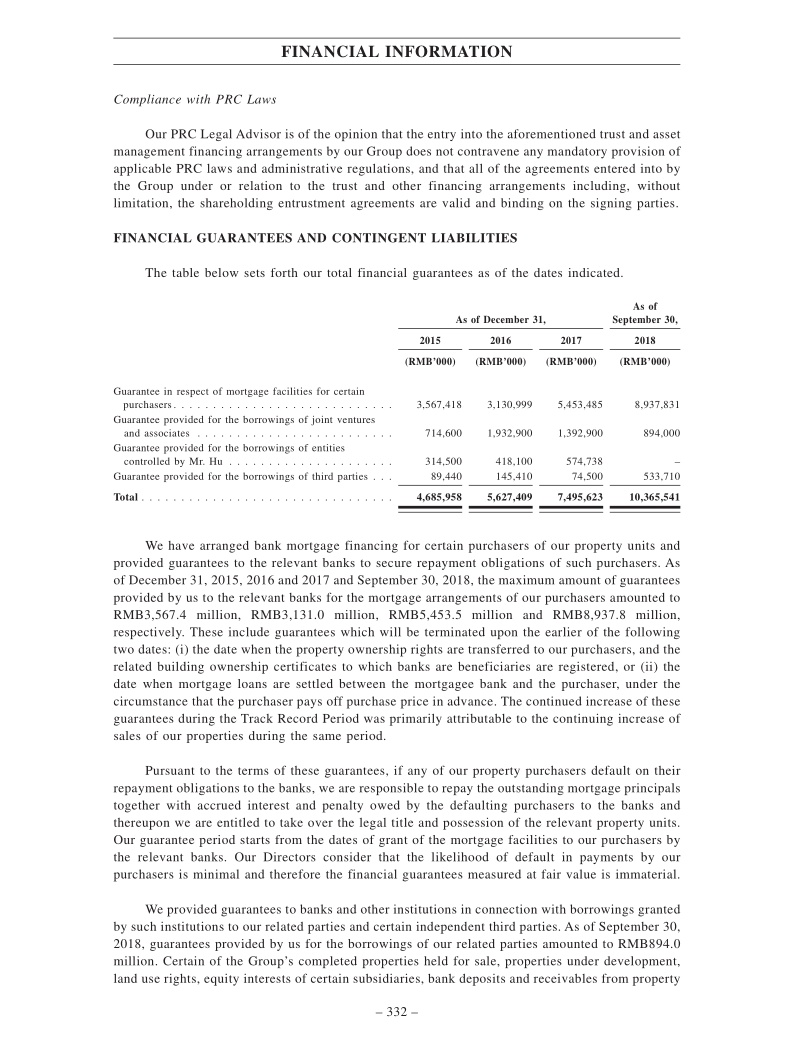 FINANCIAL INFORMATION
Compliance with PRC Laws
Our PRC Legal Advisor is of the opinion that the entry into the aforementioned trust and asset
management financing arrangements by our Group does not contravene any mandatory provision of
applicable PRC laws and administrative regulations, and that all of the agreements entered into by
the Group under or relation to the trust and other financing arrangements including, without
limitation, the shareholding entrustment agreements are valid and binding on the signing parties.
FINANCIAL GUARANTEES AND CONTINGENT LIABILITIES
The table below sets forth our total financial guarantees as of the dates indicated.
As of December 31, As of September 30,
2015 2016 2017 2018
(RMB’000) (RMB’000) (RMB’000) (RMB’000)
Guarantee in respect of mortgage facilities for certain
purchasers . . . . . . . . . . . . . . . . . . . . . . . . . . . . 3,567,418 3,130,999 5,453,485 8,937,831
Guarantee provided for the borrowings of joint ventures
and associates . . . . . . . . . . . . . . . . . . . . . . . . . 714,600 1,932,900 1,392,900 894,000
Guarantee provided for the borrowings of entities
controlled by Mr. Hu . . . . . . . . . . . . . . . . . . . . . 314,500 418,100 574,738 –
Guarantee provided for the borrowings of third parties . . . 89,440 145,410 74,500 533,710
Total . . . . . . . . . . . . . . . . . . . . . . . . . . . . . . . . 4,685,958 5,627,409 7,495,623 10,365,541
We have arranged bank mortgage financing for certain purchasers of our property units and
provided guarantees to the relevant banks to secure repayment obligations of such purchasers. As
of December 31, 2015, 2016 and 2017 and September 30, 2018, the maximum amount of guarantees
provided by us to the relevant banks for the mortgage arrangements of our purchasers amounted to
RMB3,567.4 million, RMB3,131.0 million, RMB5,453.5 million and RMB8,937.8 million,
respectively. These include guarantees which will be terminated upon the earlier of the following
two dates: (i) the date when the property ownership rights are transferred to our purchasers, and the
related building ownership certificates to which banks are beneficiaries are registered, or (ii) the
date when mortgage loans are settled between the mortgagee bank and the purchaser, under the
circumstance that the purchaser pays off purchase price in advance. The continued increase of these
guarantees during the Track Record Period was primarily attributable to the continuing increase of
sales of our properties during the same period.
Pursuant to the terms of these guarantees, if any of our property purchasers default on their
repayment obligations to the banks, we are responsible to repay the outstanding mortgage principals
together with accrued interest and penalty owed by the defaulting purchasers to the banks and
thereupon we are entitled to take over the legal title and possession of the relevant property units.
Our guarantee period starts from the dates of grant of the mortgage facilities to our purchasers by
the relevant banks. Our Directors consider that the likelihood of default in payments by our
purchasers is minimal and therefore the financial guarantees measured at fair value is immaterial.
We provided guarantees to banks and other institutions in connection with borrowings granted
by such institutions to our related parties and certain independent third parties. As of September 30,
2018, guarantees provided by us for the borrowings of our related parties amounted to RMB894.0
million. Certain of the Group’s completed properties held for sale, properties under development,
land use rights, equity interests of certain subsidiaries, bank deposits and receivables from property
– 332 –